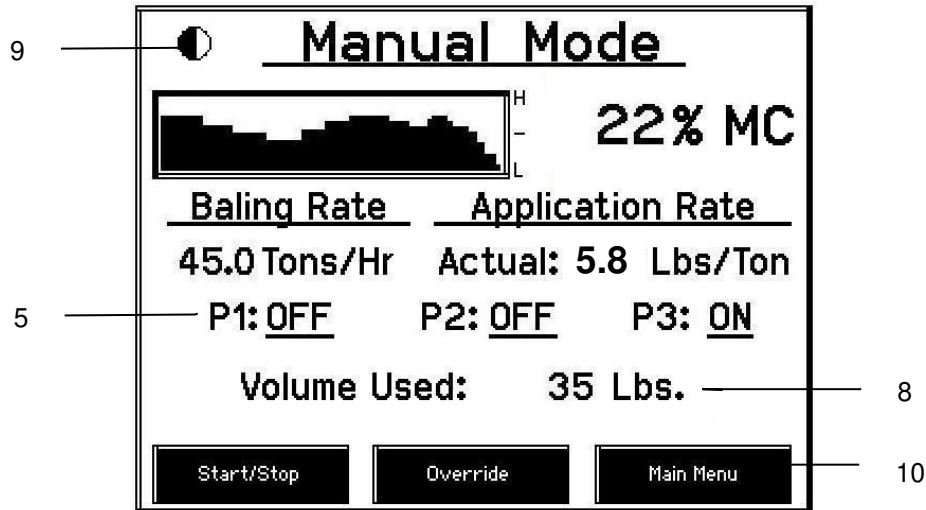 9
Manual Mode
H
22% MC
-
L
Baling Rate Application Rate
45.0 Tons/Hr Actual: 5.8 Lbs/Ton
5
P1: OFF P2: OFF P3: ON
Volume Used: 35 Lbs.
8
Start/Stop Override Main Menu
10